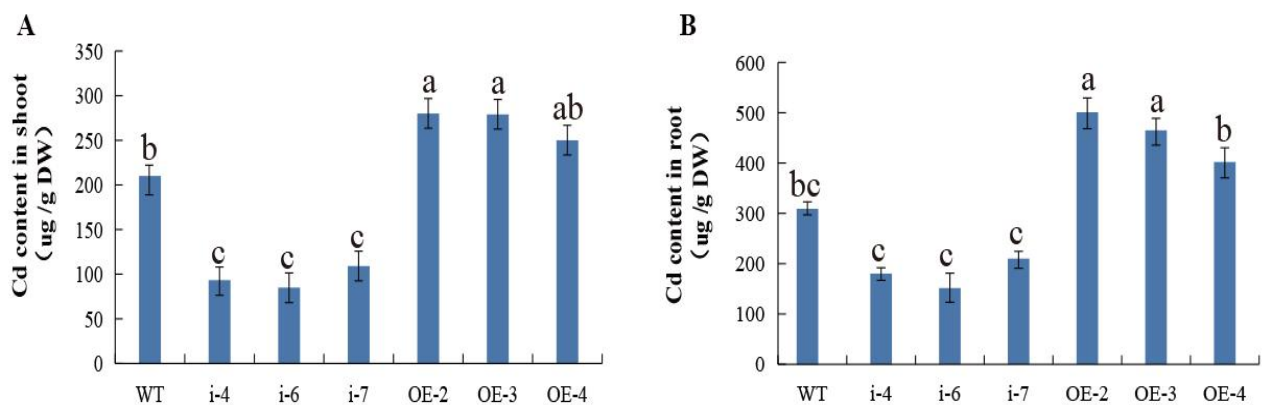 A
Cd content in shoot
（ug /g DW）
350
300
250
200
150
100
50
0
b
c
c
c
a
a
ab
WT
i-4
i-6
i-7
OE-2
OE-3
OE-4
B
Cd content in root
（ug /g DW）
600
500
400
300
200
100
0
bc
c
c
c
a
a
b
WT
i-4
i-6
i-7
OE-2
OE-3
OE-4